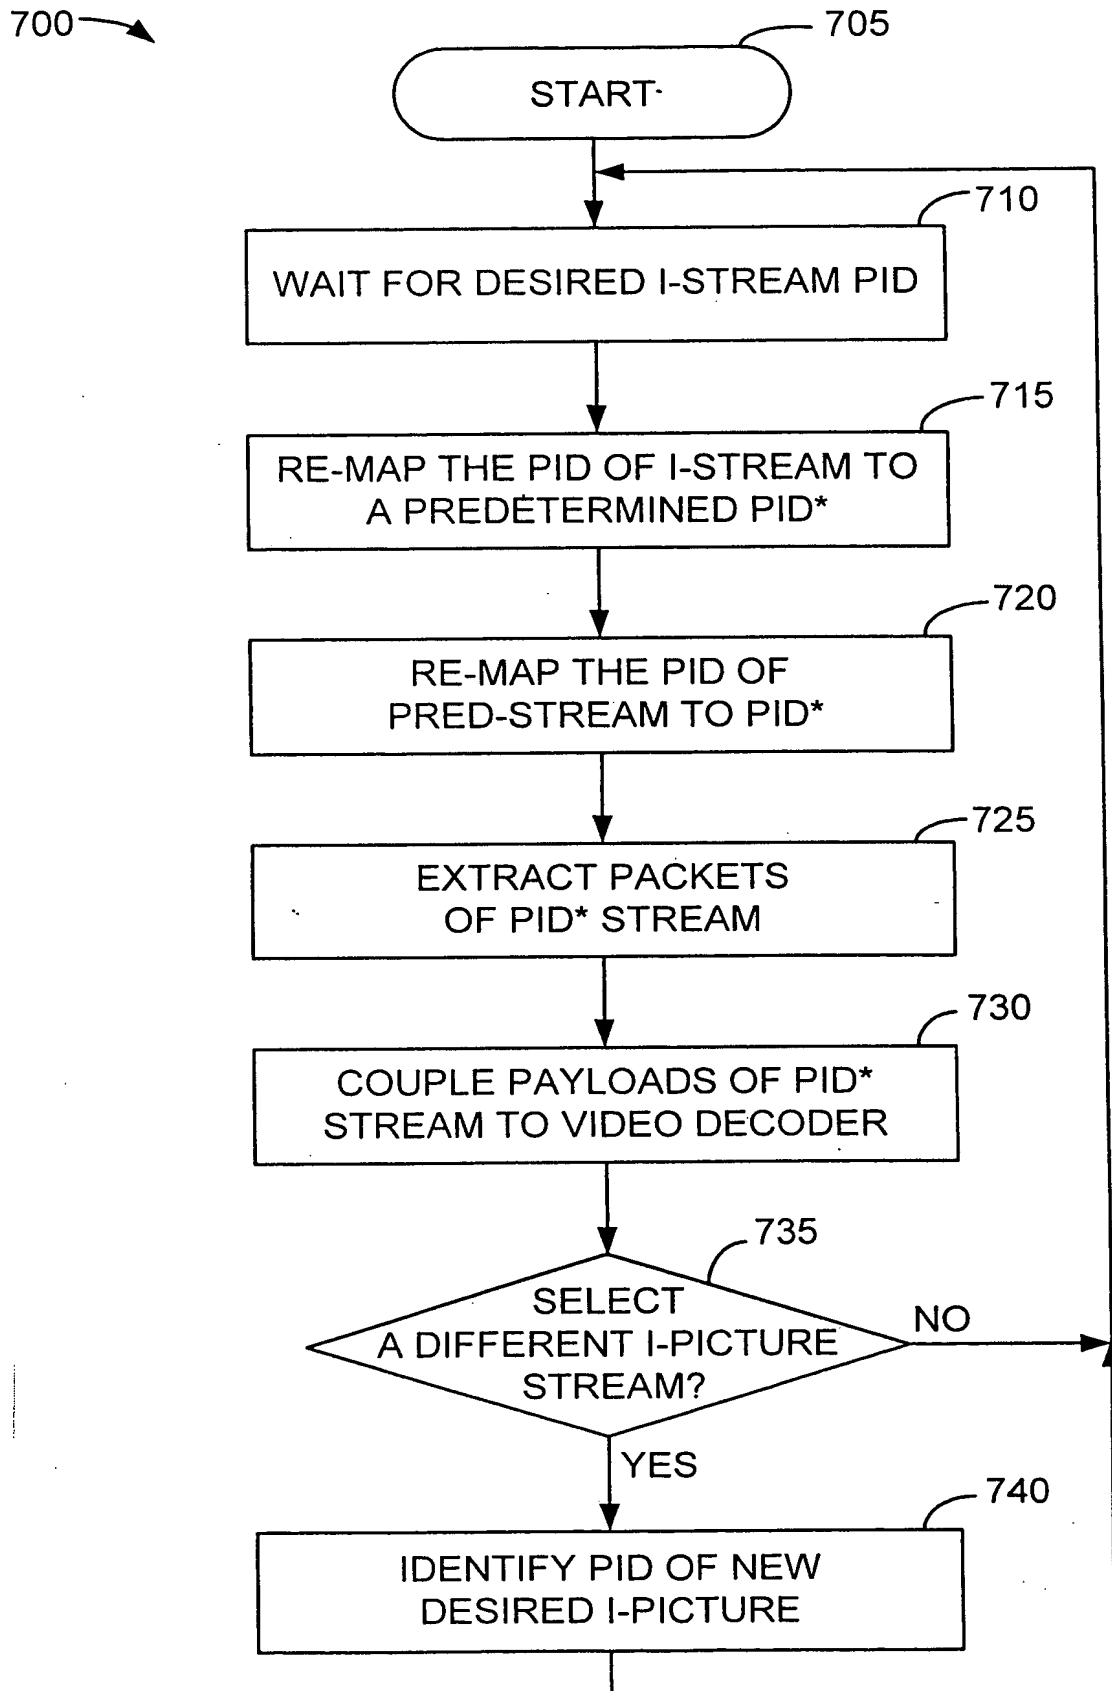 700
705
START
710
WAIT FOR DESIRED I-STREAM PID
715
RE-MAP THE PID OF I-STREAM TO
A PREDETERMINED PID*
720
RE-MAP THE PID OF
PRED-STREAM TO PID*
725
EXTRACT PACKETS
OF PID* STREAM
730
COUPLE PAYLOADS OF PID*
STREAM TO VIDEO DECODER
735
SELECT
A DIFFERENT I-PICTURE
STREAM?
NO
YES
740
IDENTIFY PID OF NEW
DESIRED I-PICTURE